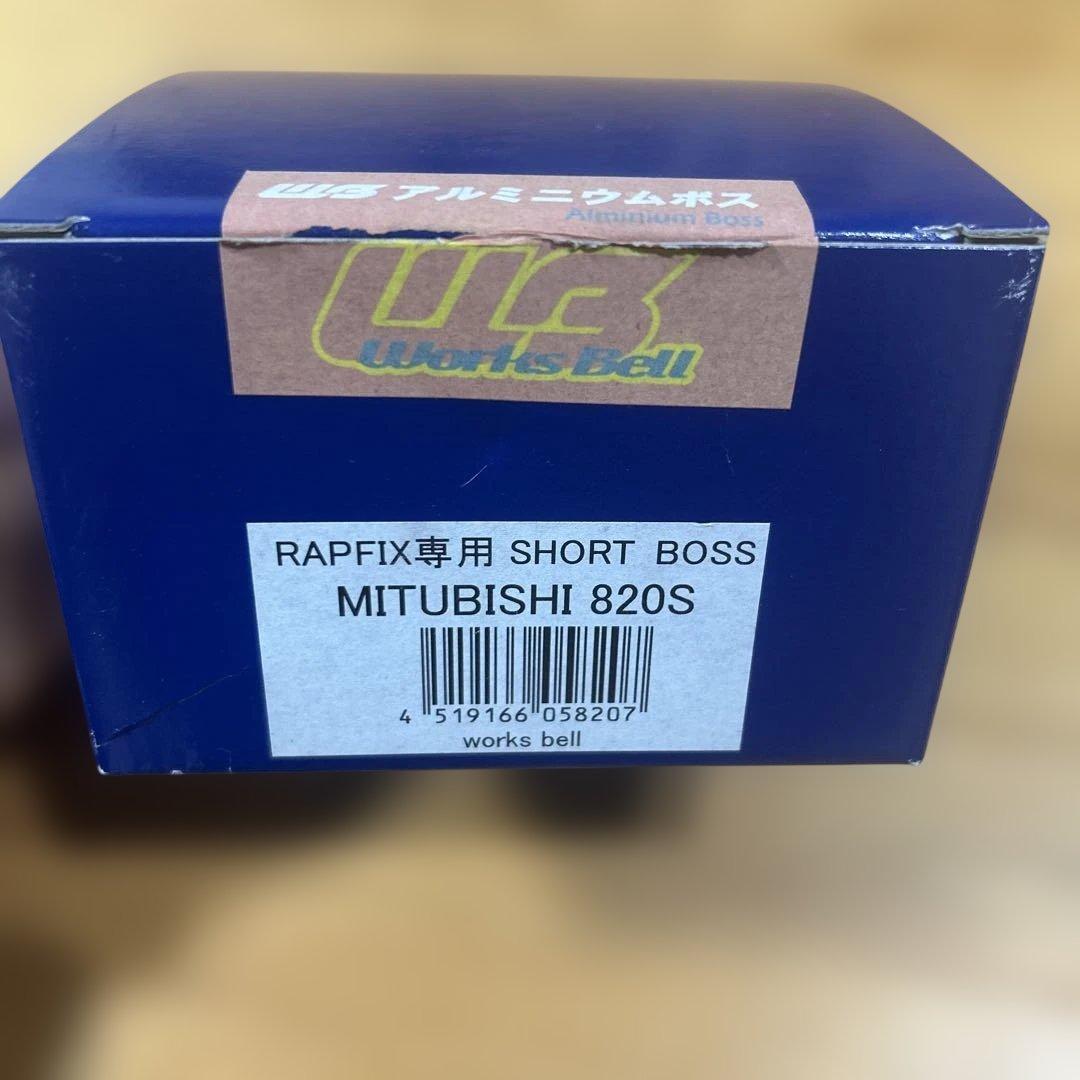 WB アルミニウムボス
Alminium Boss
WB
Works Bell
RAPFIX専用 SHORT BOSS
MITUBISHI 820S
4 519166 058207
works bell